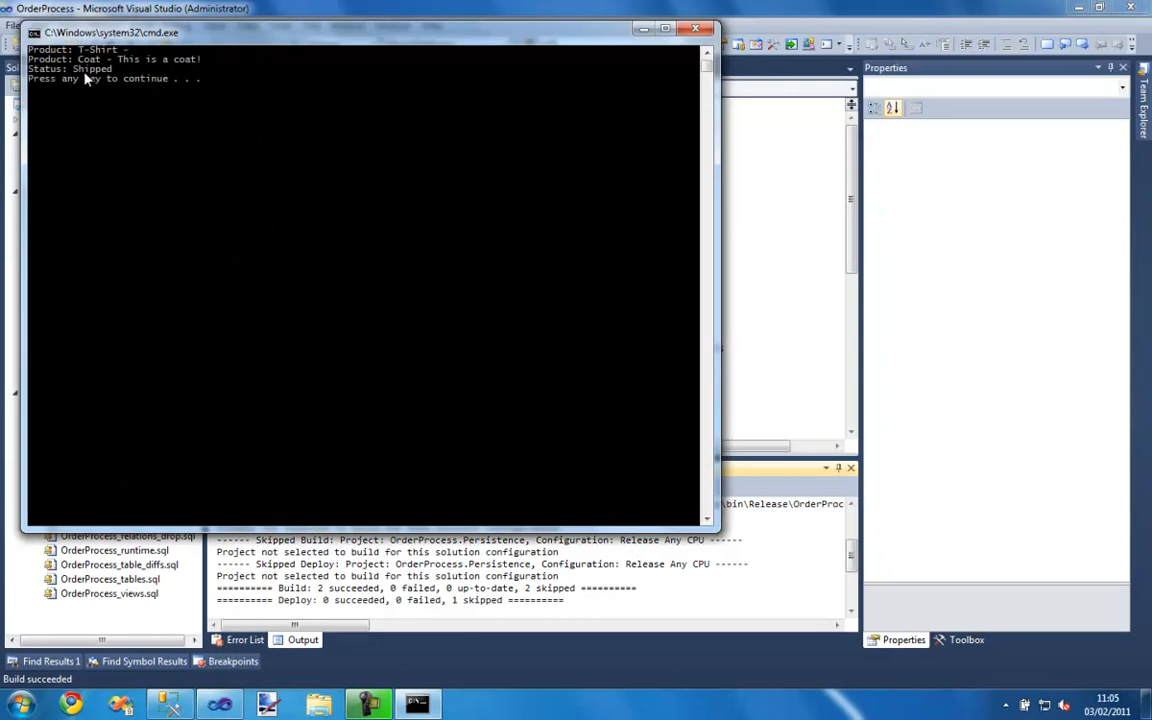 OrderProcess - Microsoft Visual Studio (Administrator)
C:\Windows\system32\cmd.exe
Product: T-Shirt -
Product: Coat - This is a coat!
Status: Shipped
Press any key to continue . . .
Properties
Team Explorer
OrderProcess_relations_drop.sql
OrderProcess_runtime.sql
OrderProcess_table_diffs.sql
OrderProcess_tables.sql
OrderProcess_views.sql
\bin\Release\OrderProc
------ Skipped Build: Project: OrderProcess.Persistence, Configuration: Release Any CPU ------
Project not selected to build for this solution configuration
------ Skipped Deploy: Project: OrderProcess.Persistence, Configuration: Release Any CPU ------
Project not selected to build for this solution configuration
========== Build: 2 succeeded, 0 failed, 0 up-to-date, 2 skipped ==========
========== Deploy: 0 succeeded, 0 failed, 1 skipped ==========
Error List
Output
Properties
Toolbox
Find Results 1
Find Symbol Results
Breakpoints
Build succeeded
11:05
03/02/2011